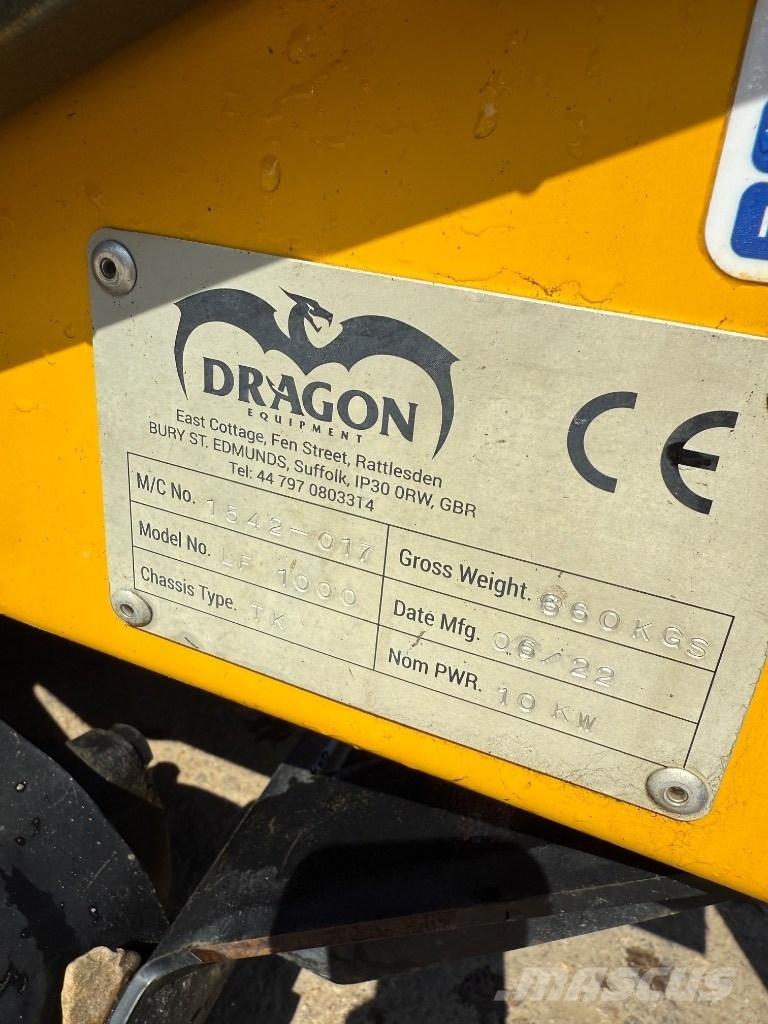 DRAGON
EQUIPMENT
East Cottage, Fen Street, Rattlesden
BURY ST. EDMUNDS, Suffolk, IP30 0RW, GBR
Tel: 44 797 0803314
CE
M/C No. 1542-017
Model No. LF 1000
Chassis Type. TK
Gross Weight. 660KGS
Date Mfg. 06/22
Nom PWR. 10 KW
MASCUS